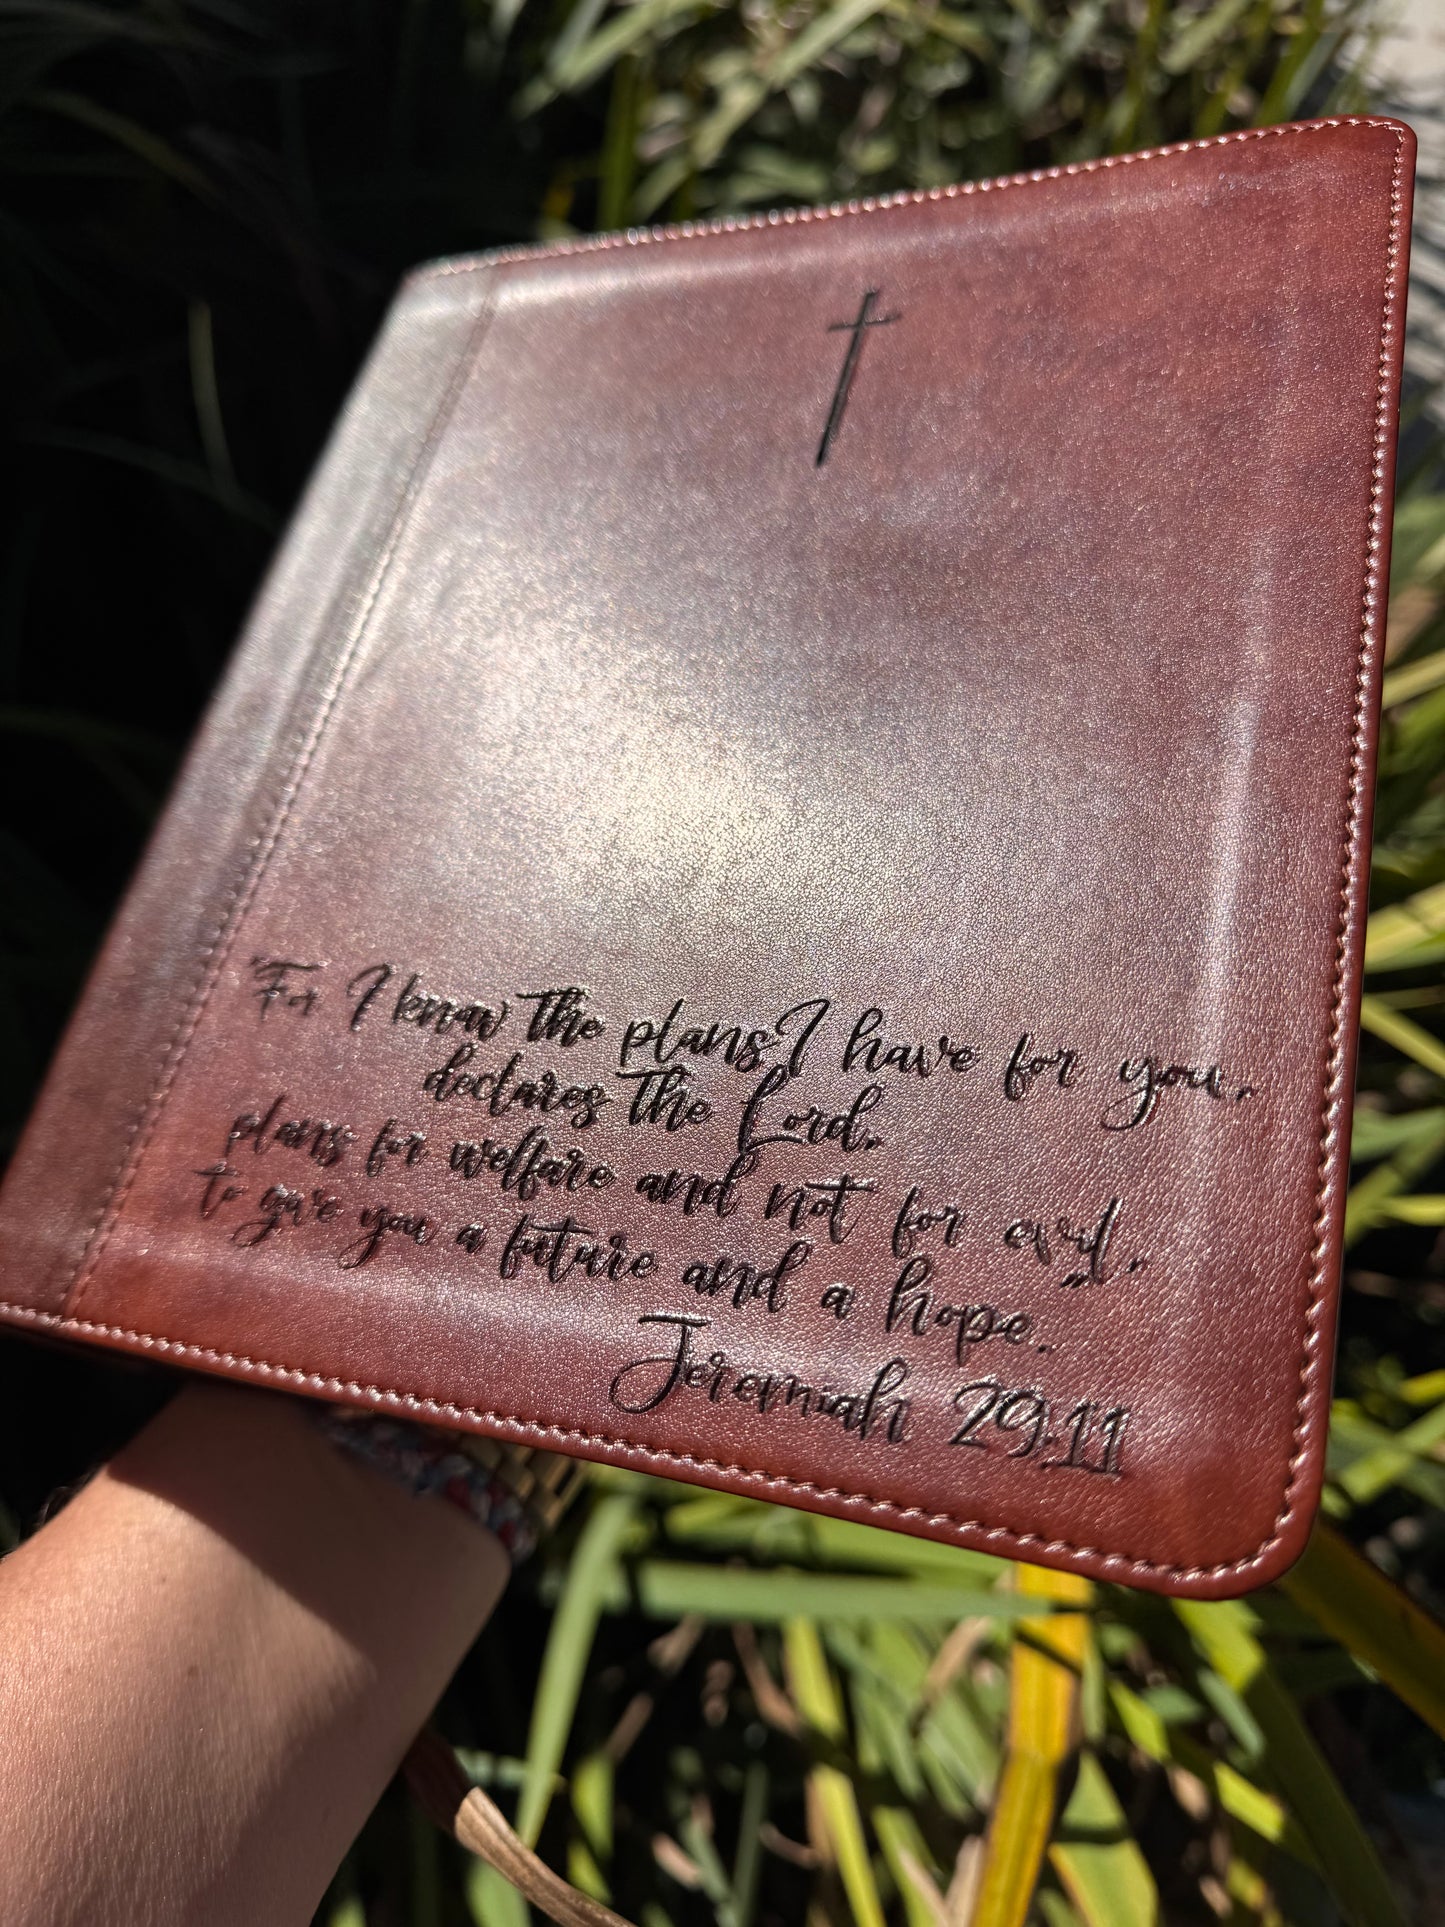 "For I know the plans I have for you,
declares the Lord,
plans for welfare and not for evil,
to give you a future and a hope."
Jeremiah 29:11